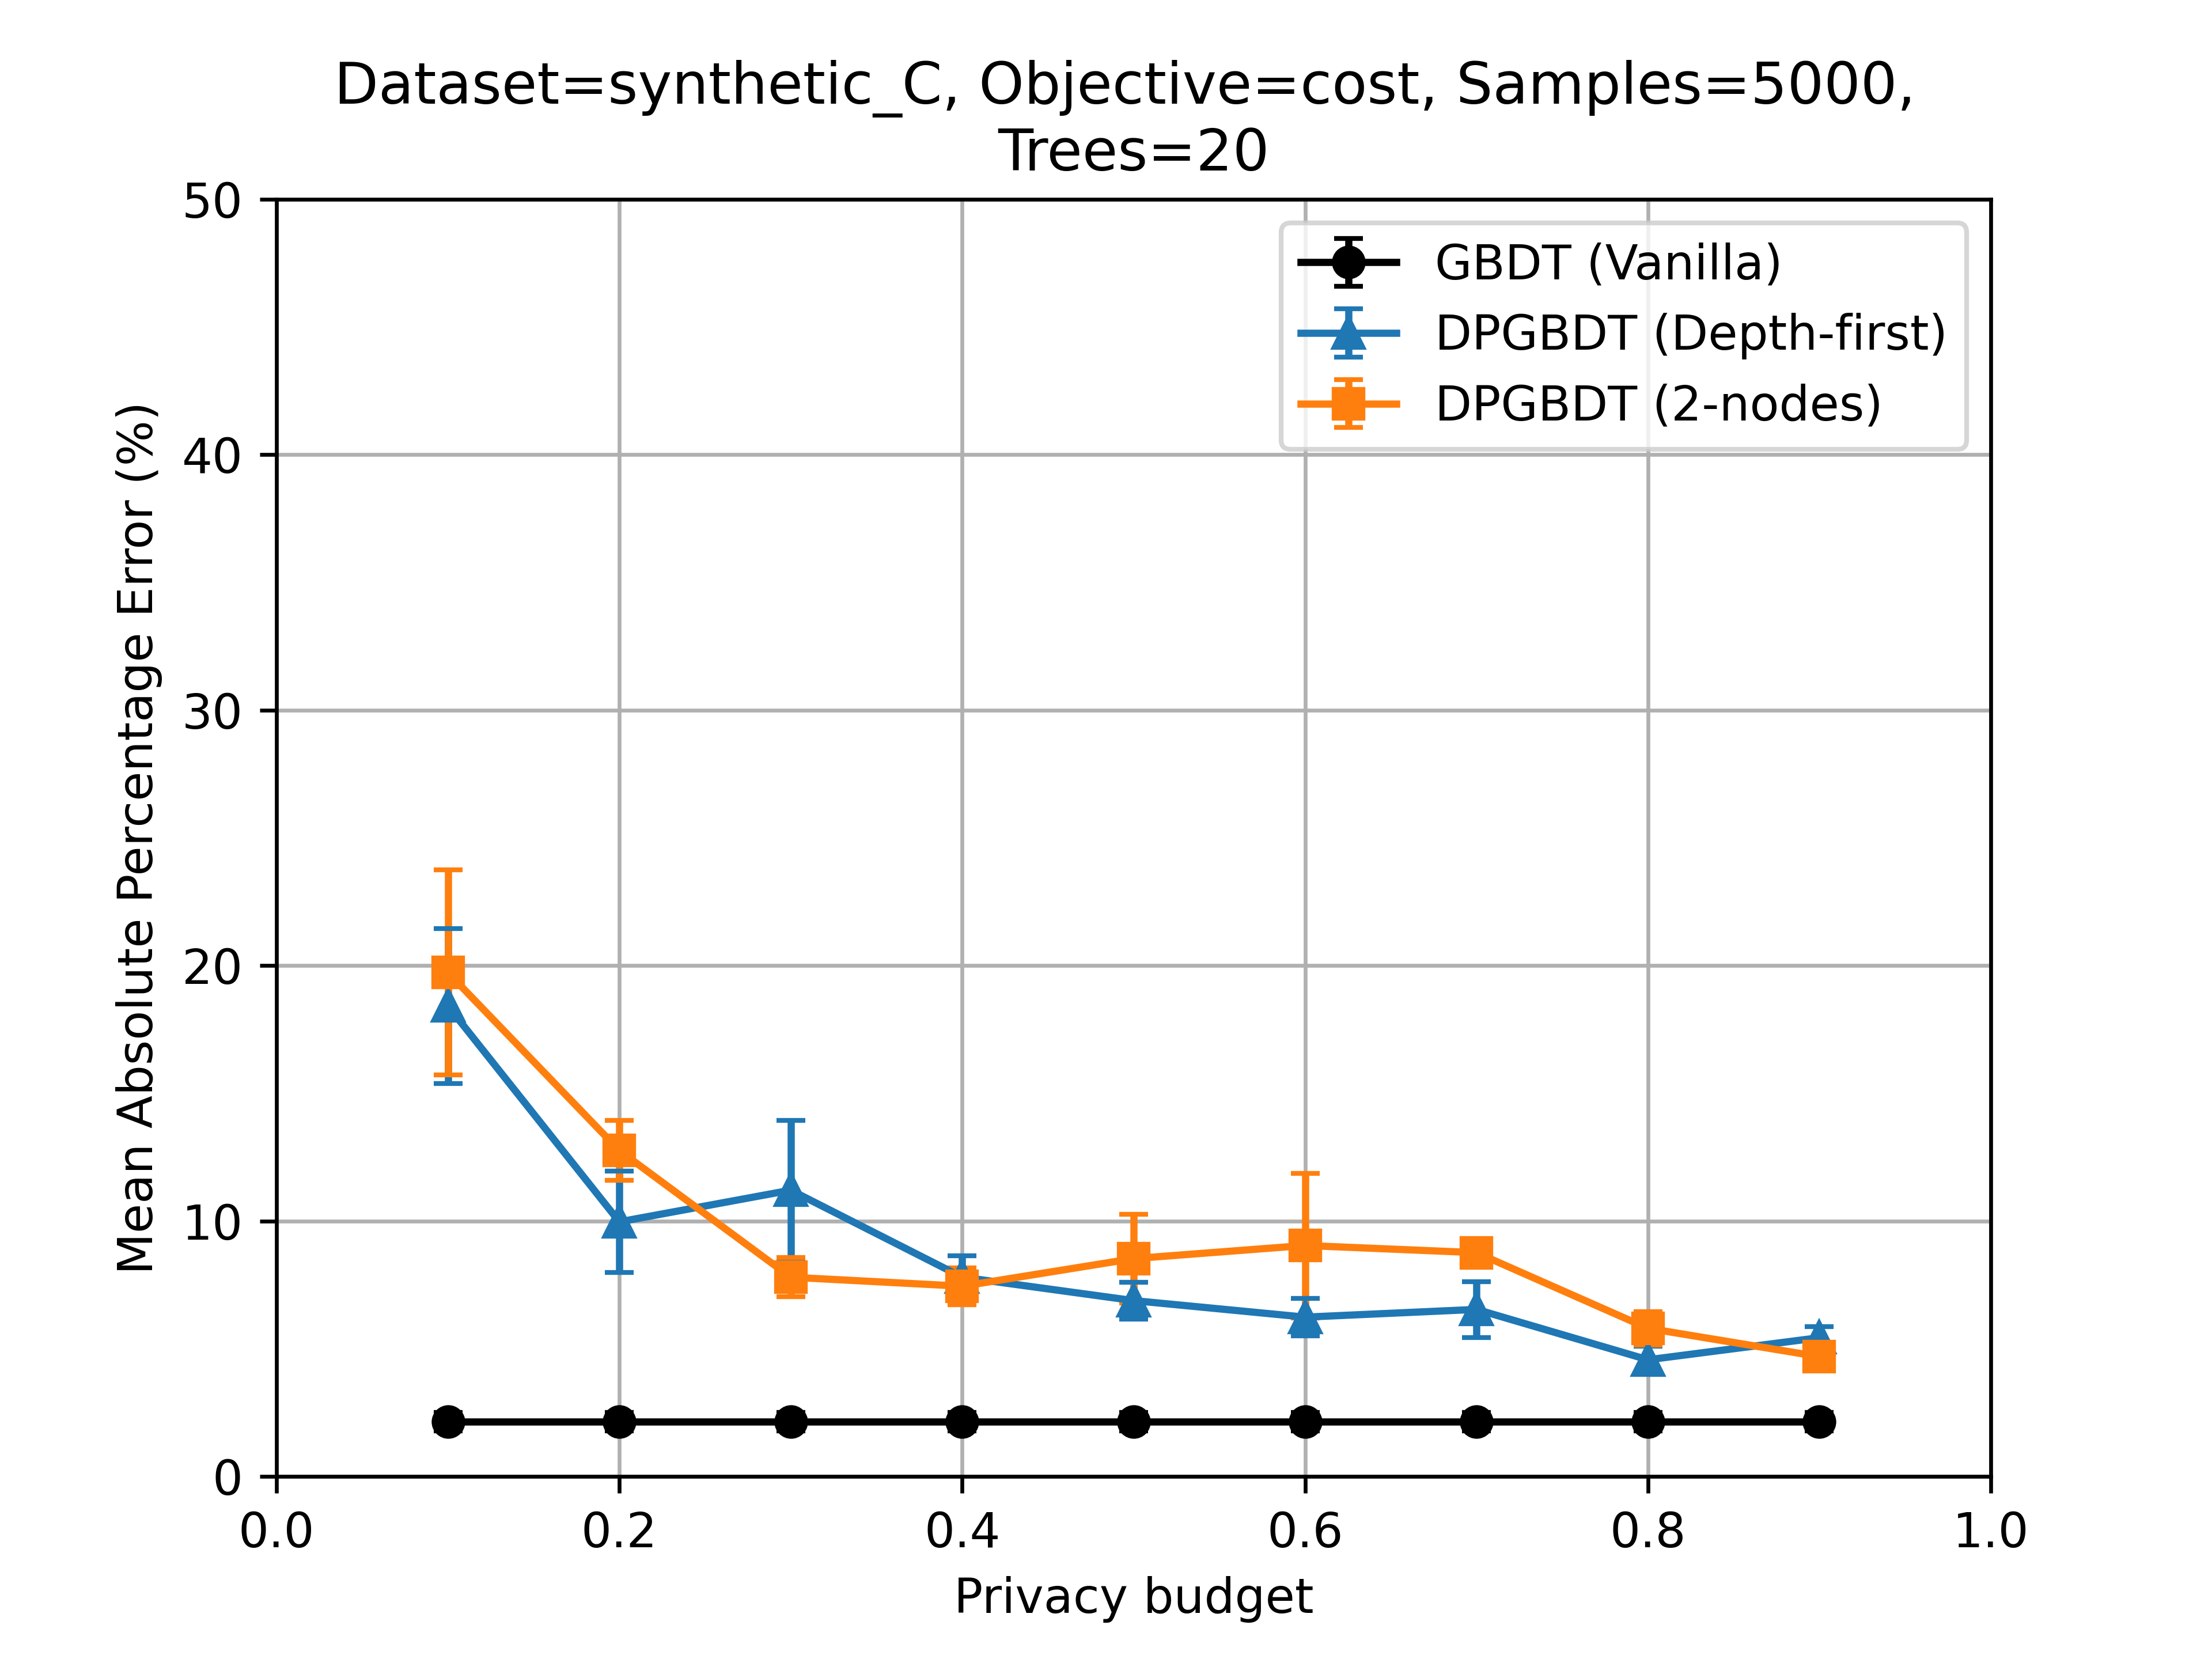 Dataset=synthetic_C, Objective=cost, Samples=5000,
Trees=20
50
40
30
20
10
0
Mean Absolute Percentage Error (%)
GBDT (Vanilla)
DPGBDT (Depth-first)
DPGBDT (2-nodes)
0.0 0.2 0.4 0.6 0.8 1.0
Privacy budget